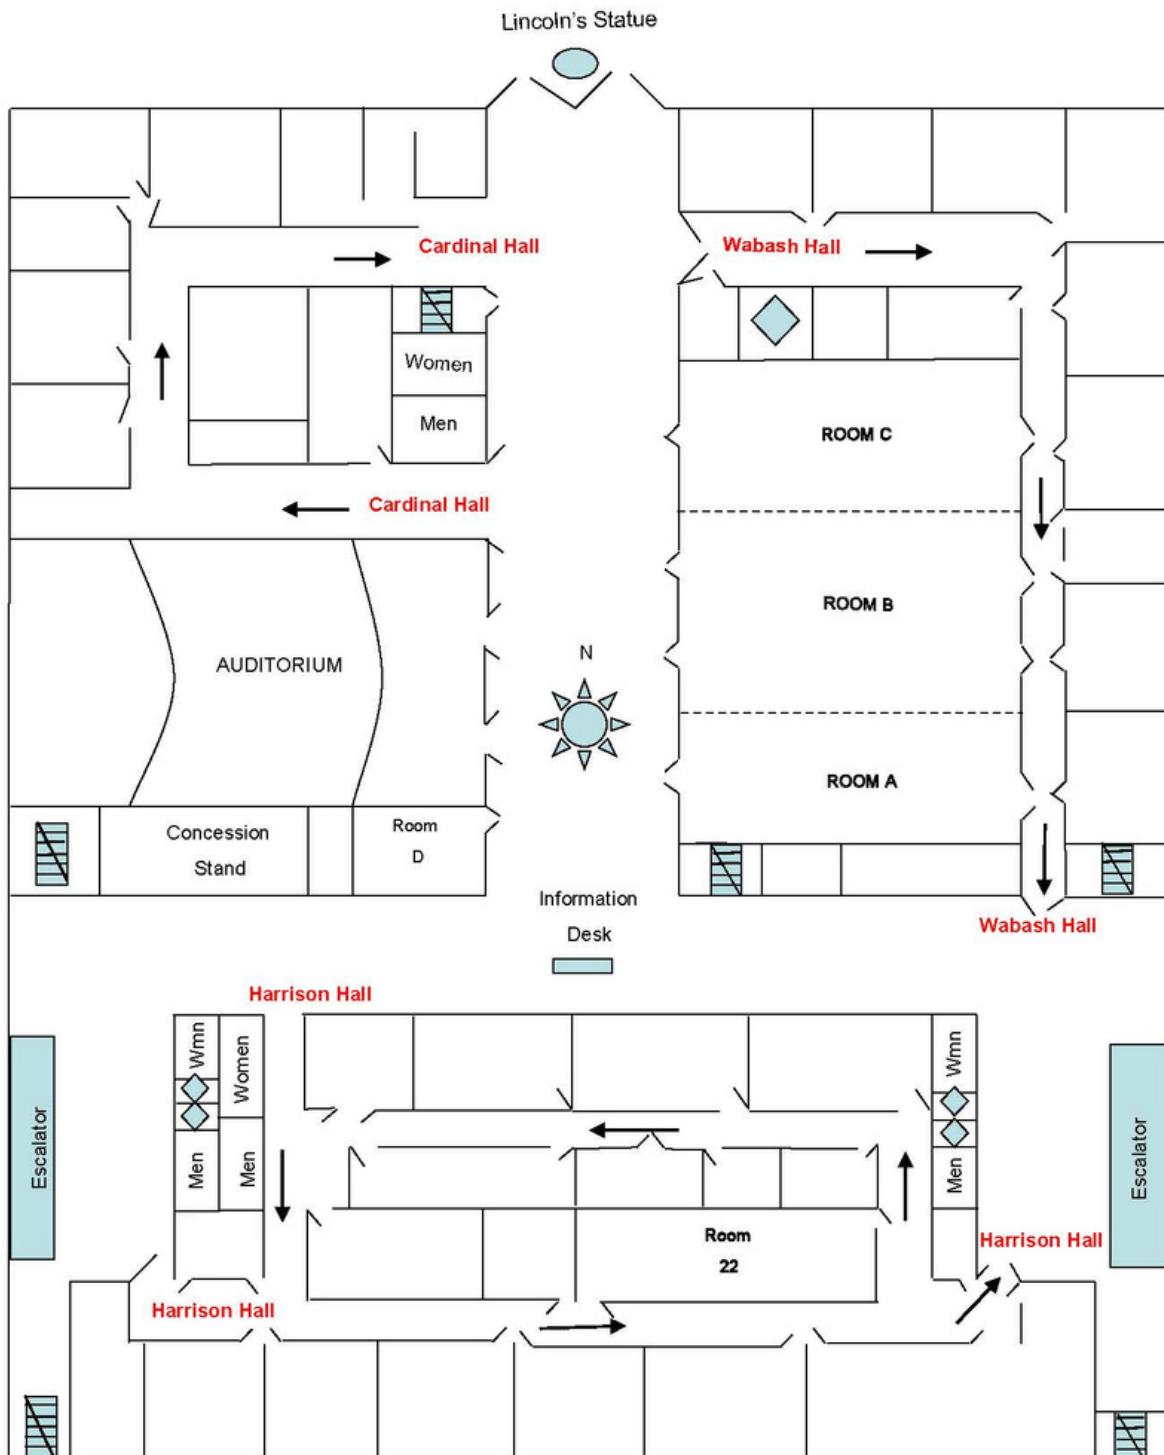 Lincoln's Statue
Cardinal Hall
Wabash Hall
Women
Men
ROOM C
Cardinal Hall
ROOM B
N
AUDITORIUM
ROOM A
Concession
Stand
Room
D
Information
Desk
Wabash Hall
Harrison Hall
Wmn
Women
Wmn
Escalator
Men
Men
Men
Escalator
Room
22
Harrison Hall
Harrison Hall